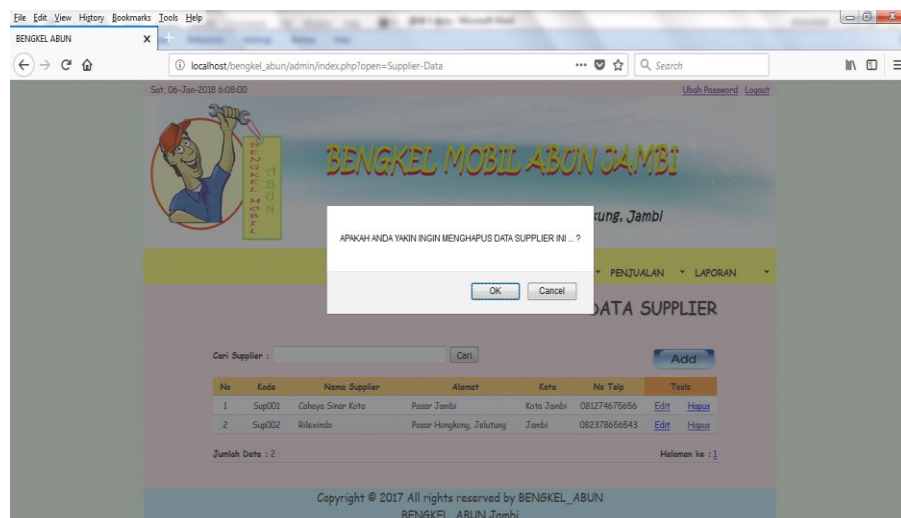 File Edit View History Bookmarks Tools Help
BENGKEL ABUN
localhost/bengkel_abun/admin/index.php?open=Supplier-Data
Search
Sat, 06-Jan-2018 6:08:00 Ubah Password Logout
BENGKEL MOBIL ABUN
BENGKEL MOBIL ABUN JAMBI
kung, Jambi
APAKAH ANDA YAKIN INGIN MENGHAPUS DATA SUPPLIER INI ... ?
OK Cancel
PENJUALAN LAPORAN
DATA SUPPLIER
Cari Supplier : Cari Add
No Kode Nama Supplier Alamat Kota No Telp Tools
1 Sup001 Cahaya Sinar Kota Pasar Jambi Kota Jambi 081274675656 Edit Hapus
2 Sup002 Rilexindo Pasar Hongkong, Jelutung Jambi 082378656543 Edit Hapus
Jumlah Data : 2 Halaman ke : 1
Copyright © 2017 All rights reserved by BENGKEL_ABUN
BENGKEL ABUN Jambi